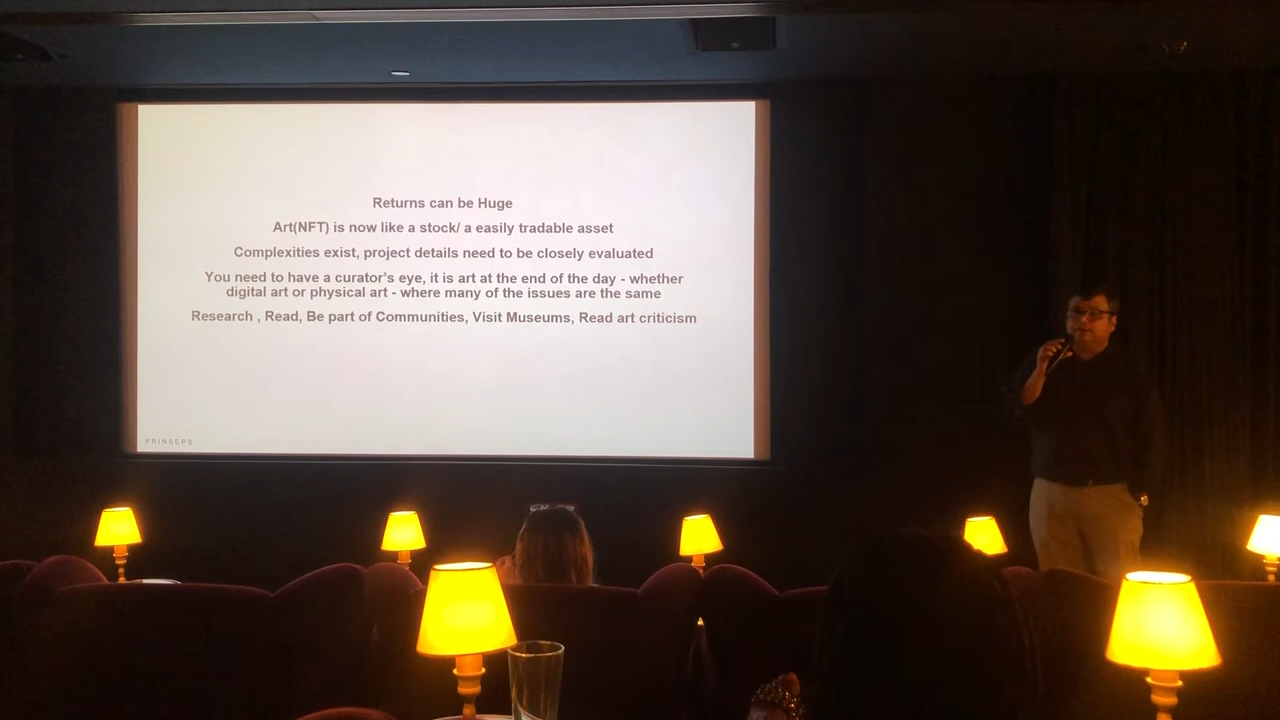 Returns can be Huge
Art(NFT) is now like a stock/ a easily tradable asset
Complexities exist, project details need to be closely evaluated
You need to have a curator's eye, it is art at the end of the day - whether
digital art or physical art - where many of the issues are the same
Research , Read, Be part of Communities, Visit Museums, Read art criticism
PRINSEPS